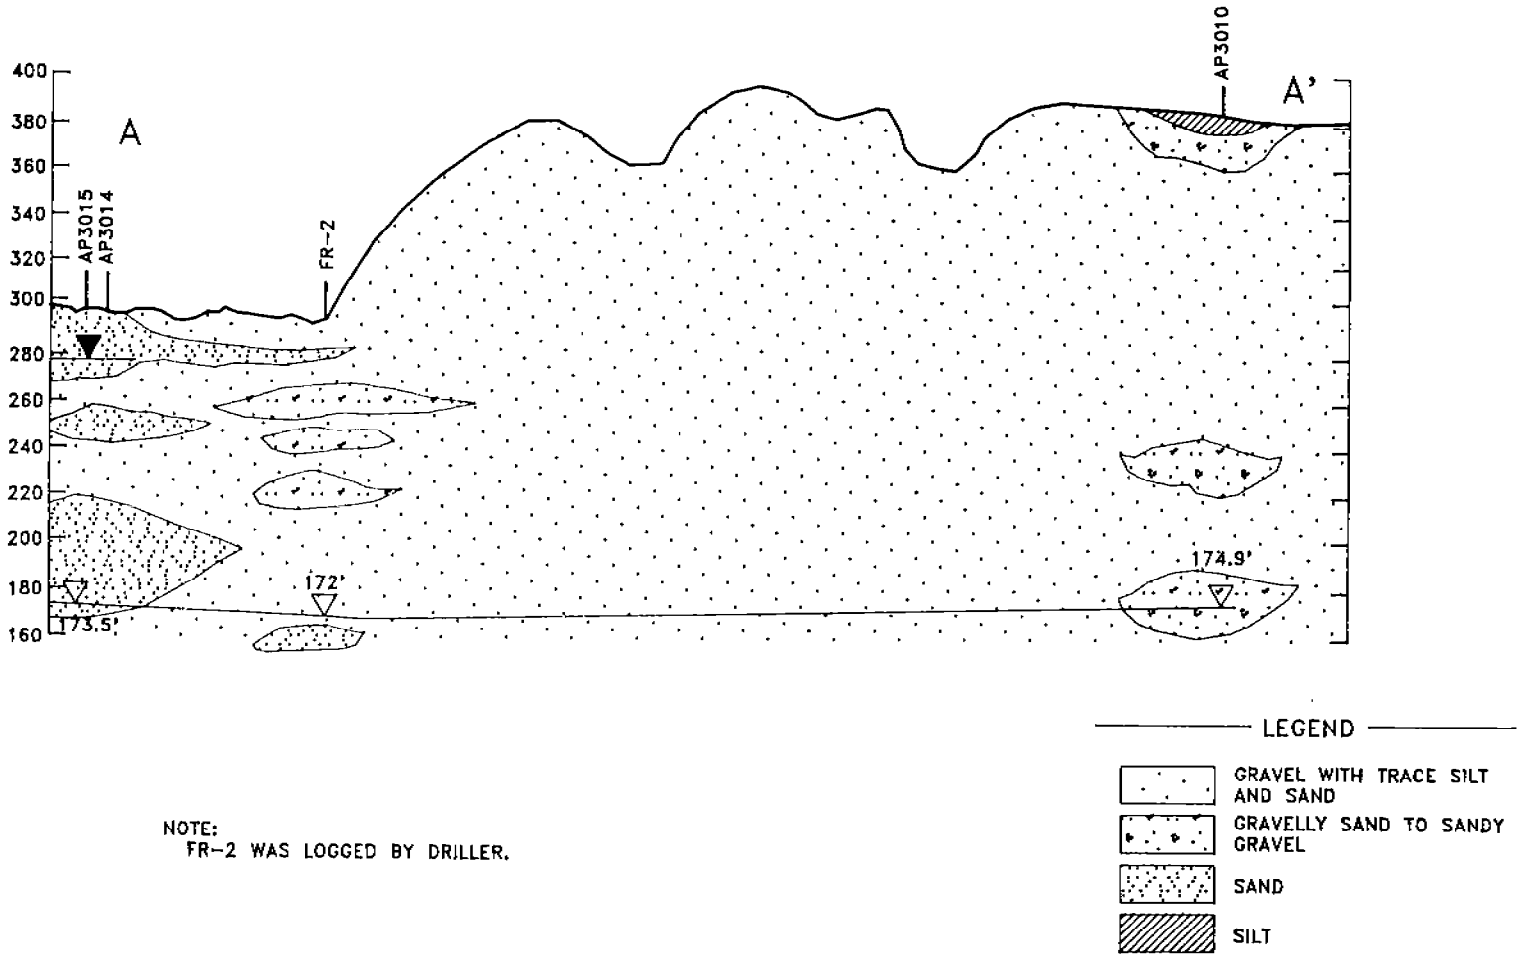 AP3010
400
A'
A
380
360
340
AP3015
AP3014
FR-2
320
300
280
260
240
220
200
174.9'
180
172'
173.5'
160
LEGEND
GRAVEL WITH TRACE SILT
AND SAND
GRAVELLY SAND TO SANDY
GRAVEL
SAND
SILT
NOTE:
FR-2 WAS LOGGED BY DRILLER.